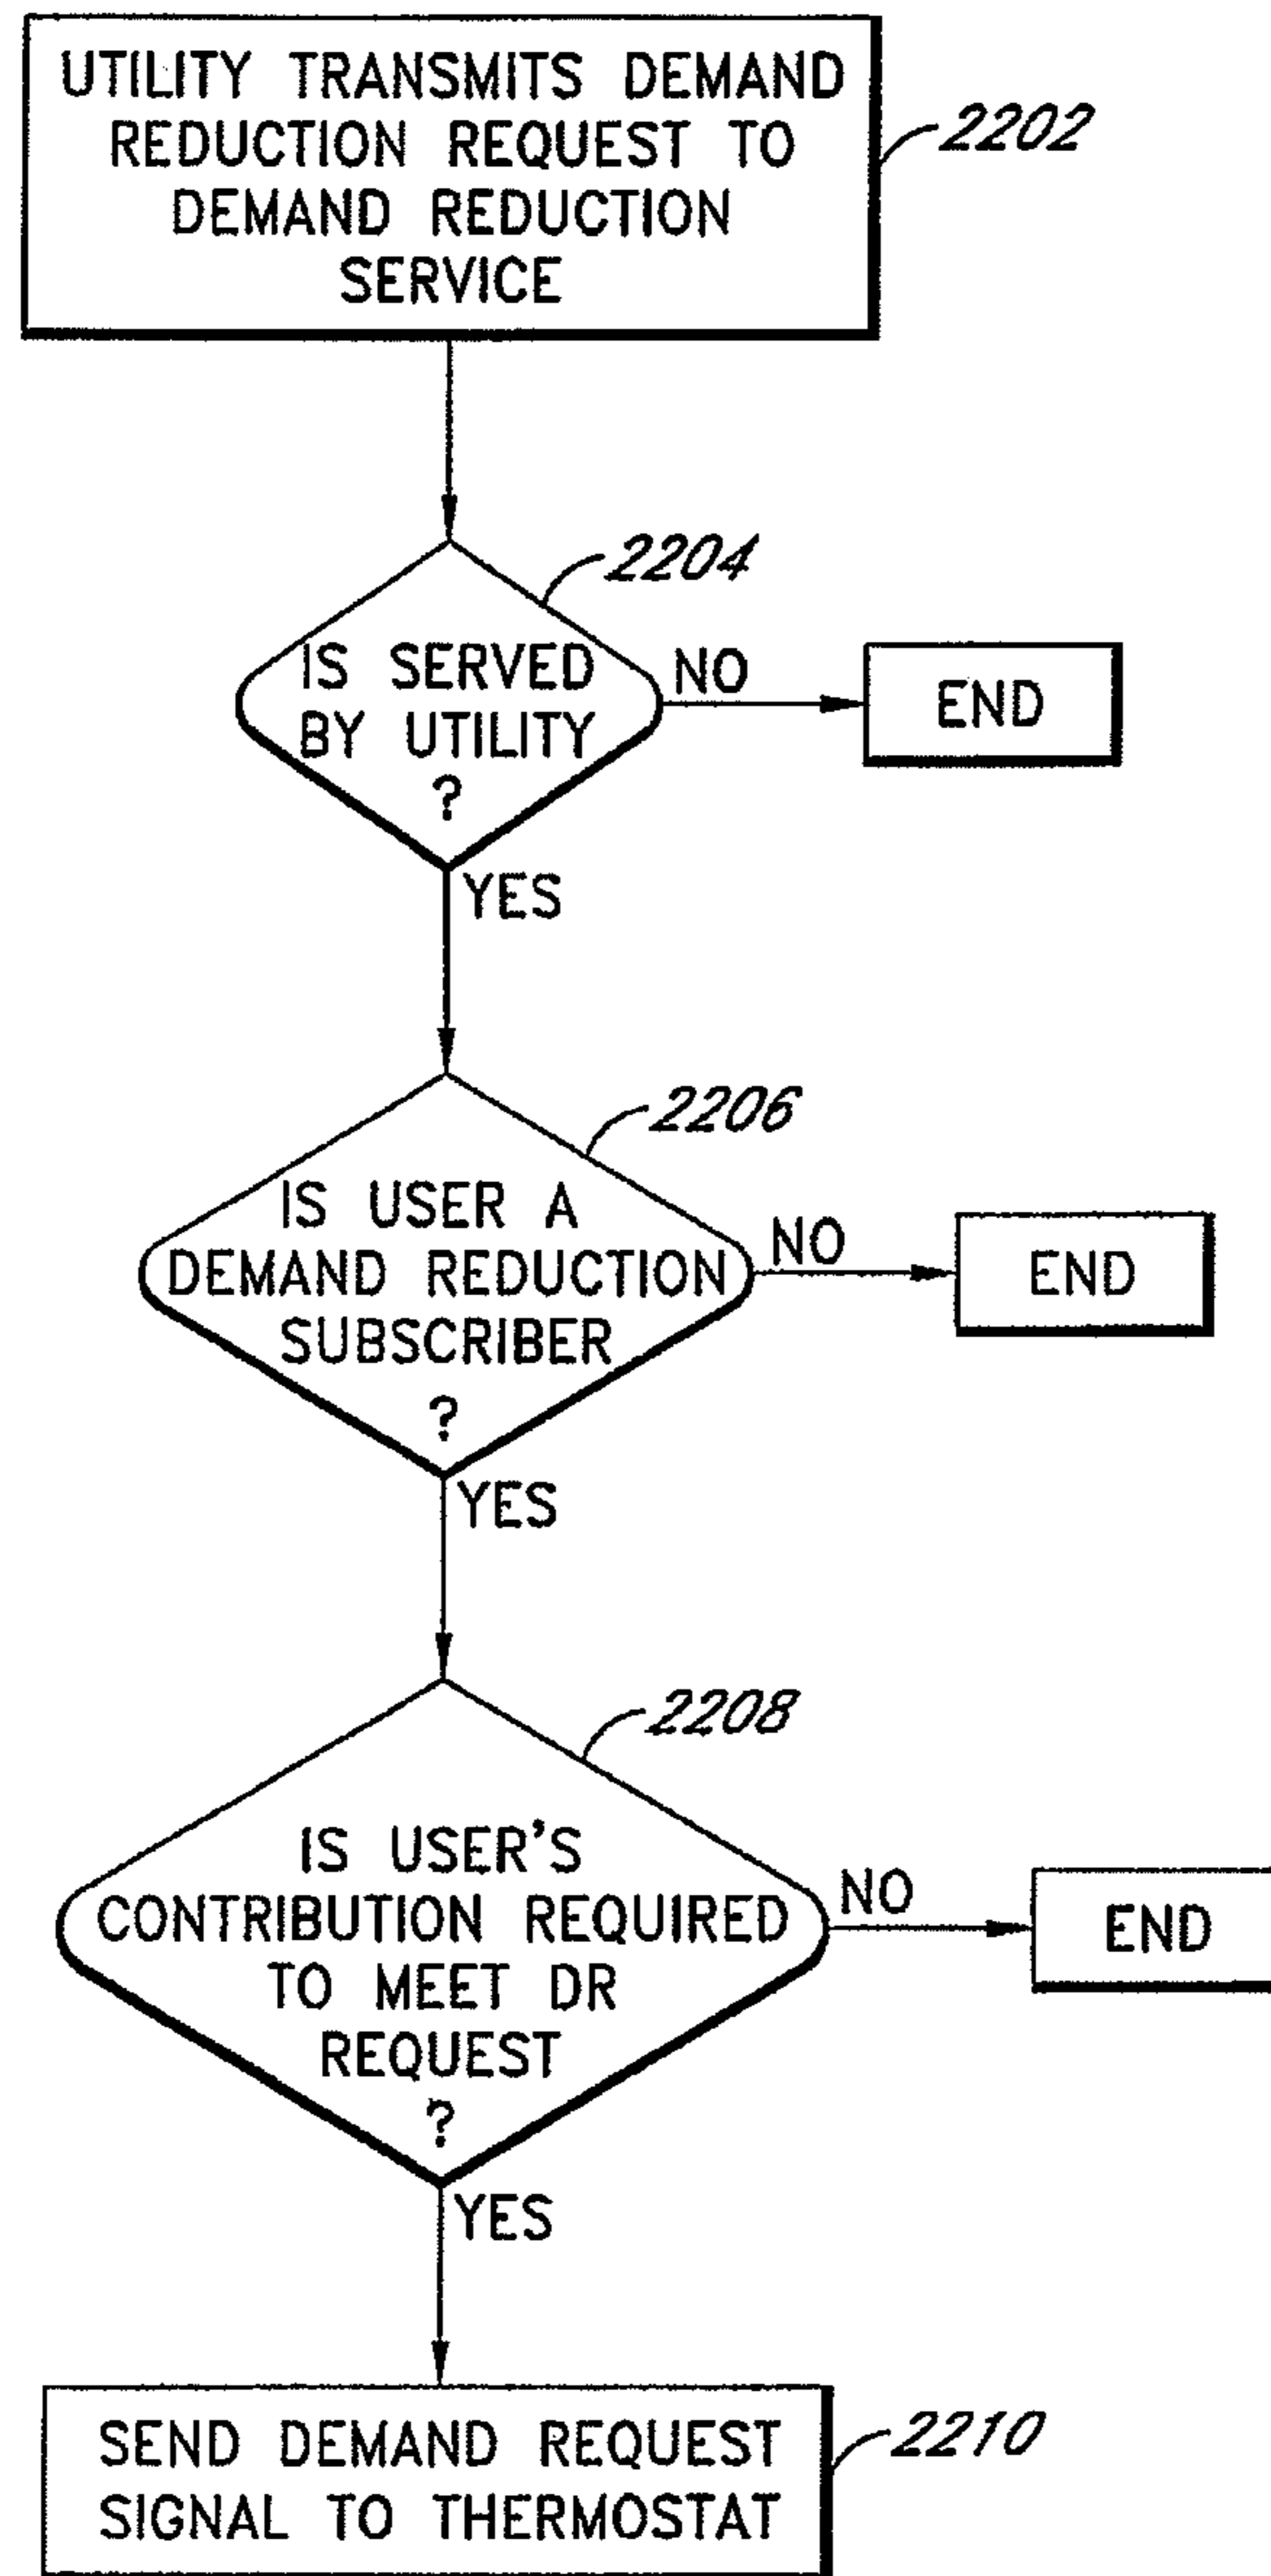 UTILITY TRANSMITS DEMAND
REDUCTION REQUEST TO
DEMAND REDUCTION
SERVICE
2202
2204
IS SERVED
BY UTILITY
?
NO
END
YES
2206
IS USER A
DEMAND REDUCTION
SUBSCRIBER
?
NO
END
YES
2208
IS USER'S
CONTRIBUTION REQUIRED
TO MEET DR
REQUEST
?
NO
END
YES
SEND DEMAND REQUEST
SIGNAL TO THERMOSTAT
2210